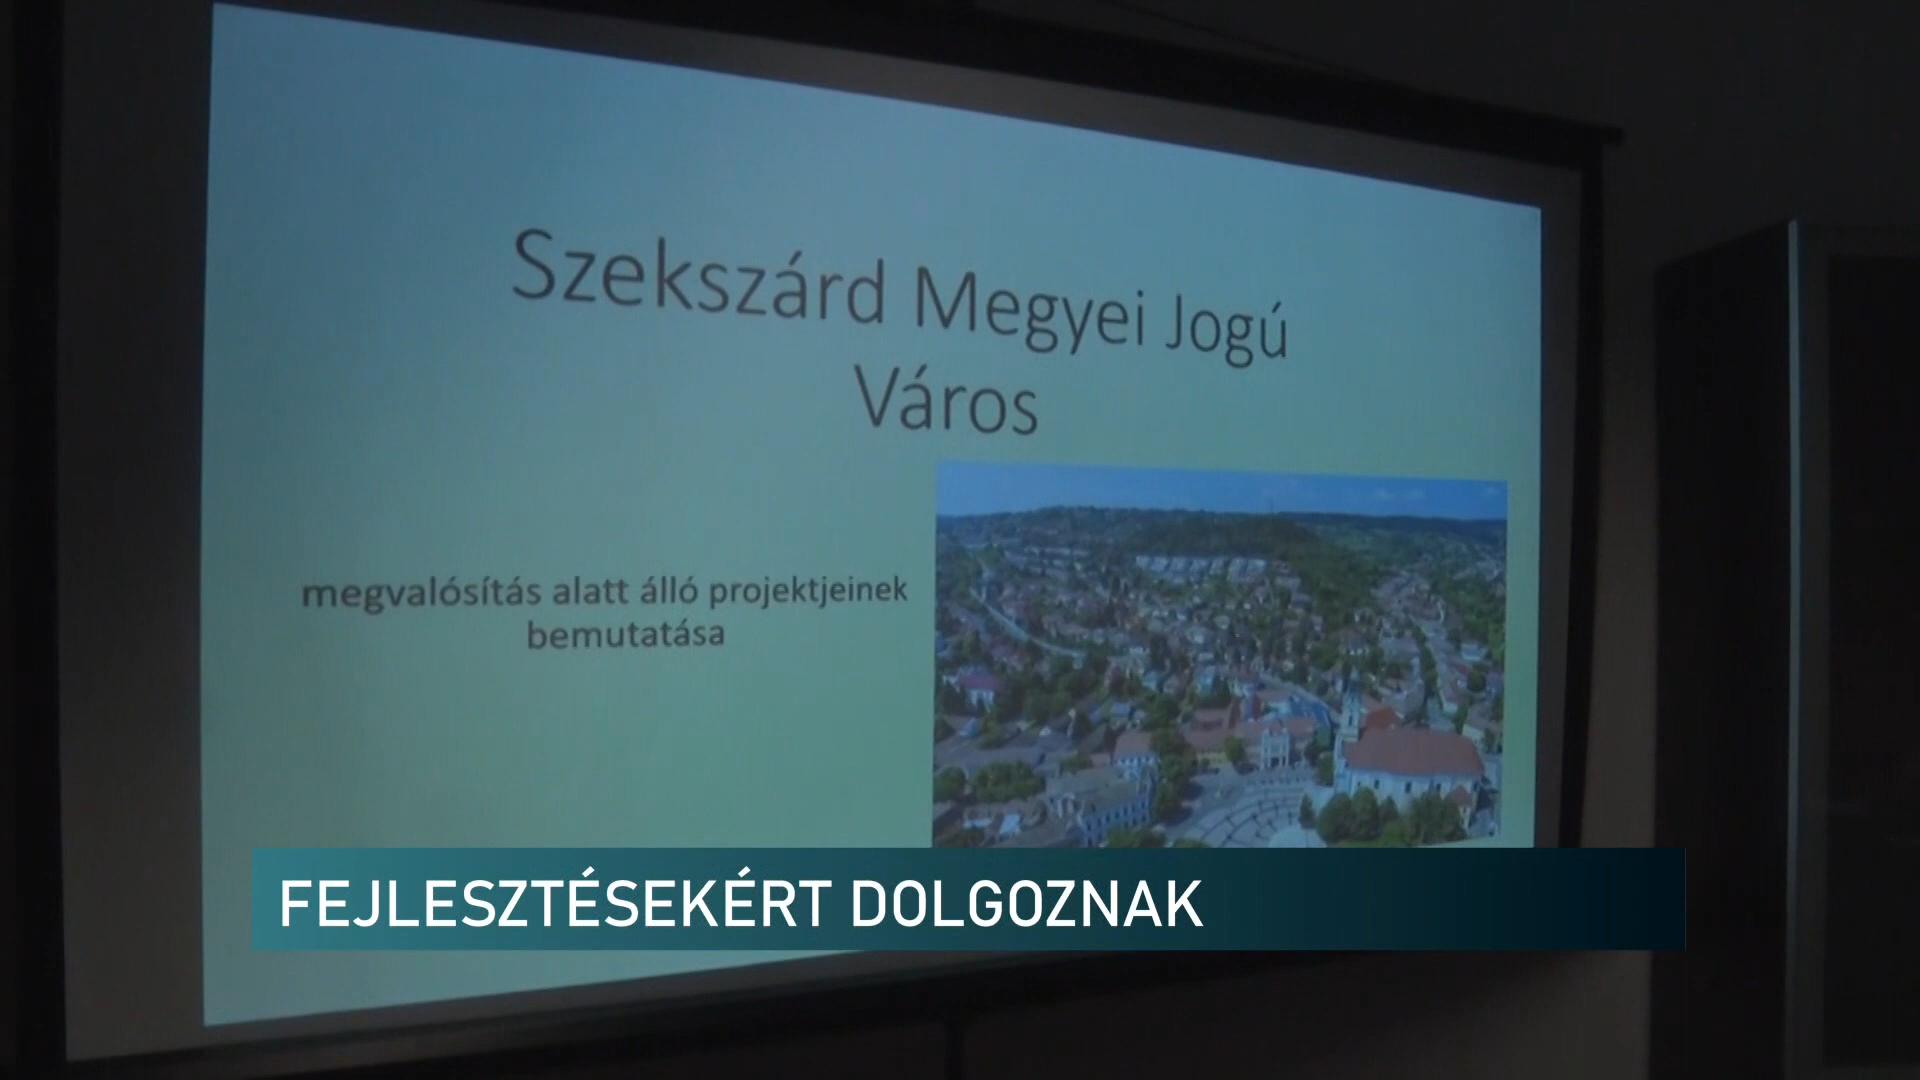 Szekszárd Megyei Jogú
Város
megvalósítás alatt álló projektjeinek
bemutatása
FEJLESZTÉSEKÉRT DOLGOZNAK